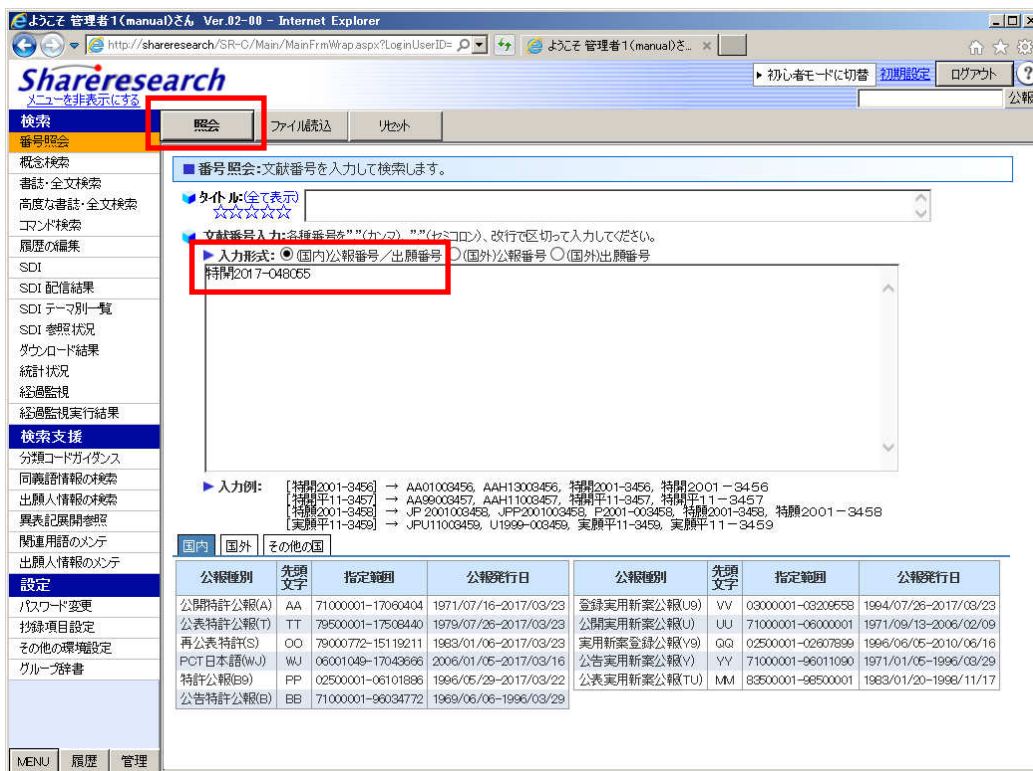 ようこそ 管理者1(manual)さん Ver.02-00 - Internet Explorer
http://shareresearch/SR-C/Main/MainFrmWrap.aspx?LoginUserID=
ようこそ 管理者1(manual)さ...
Shareresearch
メニューを非表示にする
初心者モードに切替 初期設定 ログアウト ?
公報
検索
番号照会
概念検索
書誌・全文検索
高度な書誌・全文検索
コマンド検索
履歴の編集
SDI
SDI 配信結果
SDI テーマ別一覧
SDI 参照状況
ダウンロード結果
統計状況
経過監視
経過監視実行結果
検索支援
分類コードガイダンス
同義語情報の検索
出願人情報の検索
異表記展開参照
関連用語のメンテ
出願人情報のメンテ
設定
パスワード変更
抄録項目設定
その他の環境設定
グループ辞書
MENU 履歴 管理
照会 ファイル読込 リセット
■番号照会:文献番号を入力して検索します。
タイトル:(全て表示)
☆☆☆☆☆
文献番号入力:各種番号を","(カンマ)、";"(セミコロン)、改行で区切って入力してください。
入力形式: (国内)公報番号/出願番号 (国外)公報番号 (国外)出願番号
特開2017-048055
入力例: [特開2001-3456] → AA01003456, AAH13003456, 特開2001-3456, 特開2001-3456
[特開平11-3457] → AA99003457, AAH11003457, 特開平11-3457, 特開平11-3457
[特願2001-3458] → JP 2001003458, JPP2001003458, P2001-003458, 特願2001-3458, 特願2001-3458
[実願平11-3459] → JPU11003459, U1999-003459, 実願平11-3459, 実願平11-3459
国内 国外 その他の国
公報種別 先頭文字 指定範囲 公報発行日 公報種別 先頭文字 指定範囲 公報発行日
公開特許公報(A) AA 71000001-17060404 1971/07/16-2017/03/23 登録実用新案公報(U9) VV 03000001-03209558 1994/07/26-2017/03/23
公表特許公報(T) TT 79500001-17508440 1979/07/26-2017/03/23 公開実用新案公報(U) UU 71000001-06000001 1971/09/13-2006/02/09
再公表特許(S) OO 79000772-15119211 1983/01/06-2017/03/23 実用新案登録公報(Y9) QQ 02500001-02607899 1996/06/05-2010/06/16
PCT日本語(WJ) WJ 06001049-17043666 2006/01/05-2017/03/16 公告実用新案公報(Y) YY 71000001-96011090 1971/01/05-1996/03/29
特許公報(B9) PP 02500001-06101886 1996/05/29-2017/03/22 公表実用新案公報(TU) MM 83500001-98500001 1983/01/20-1998/11/17
公告特許公報(B) BB 71000001-96034772 1969/06/06-1996/03/29